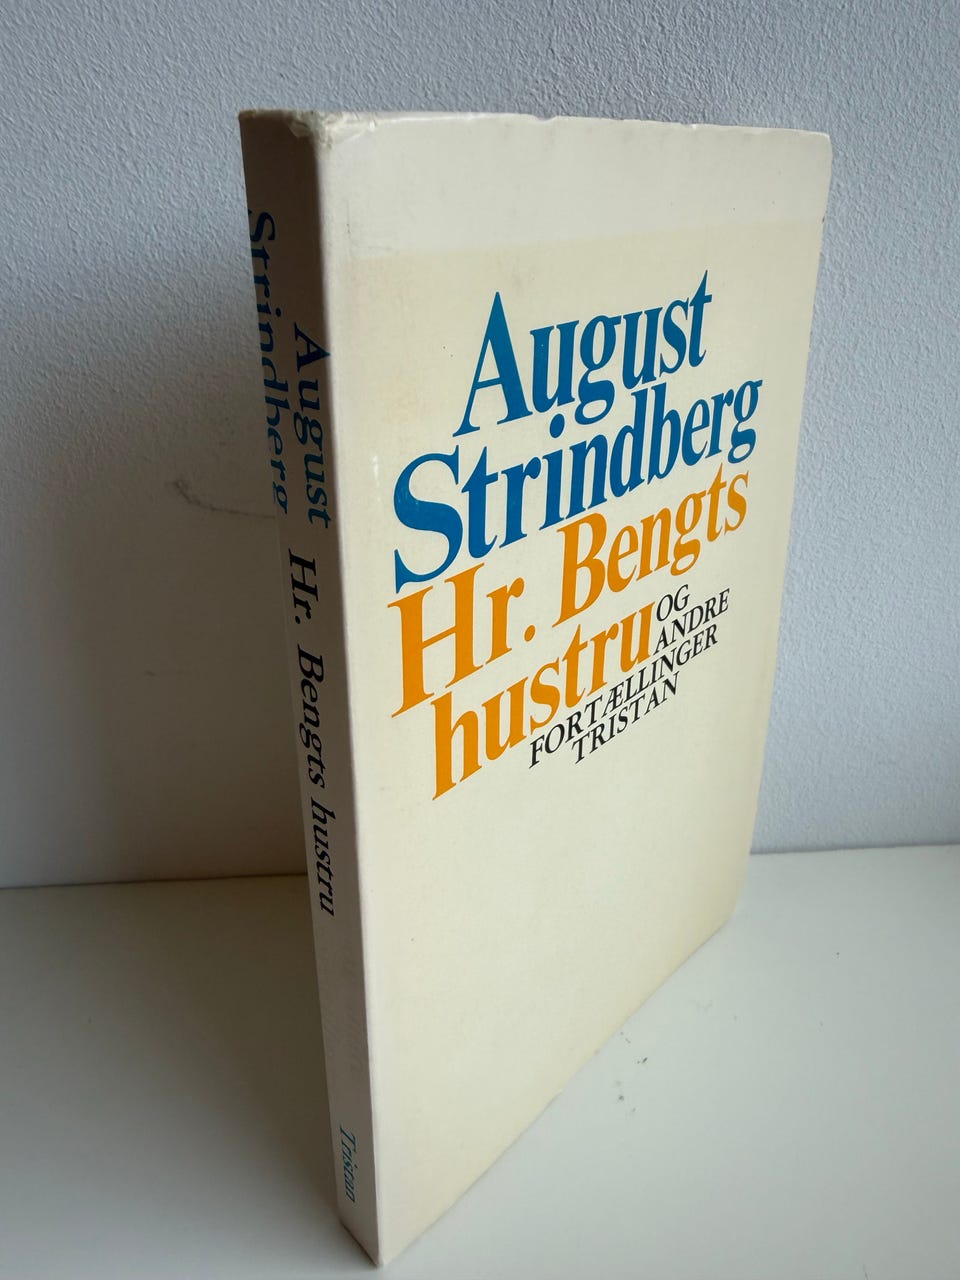 August
Strindberg
Hr. Bengts
hustru OG
ANDRE
FORTÆLLINGER
TRISTAN
August
Strindberg
Hr. Bengts hustru
Tristan